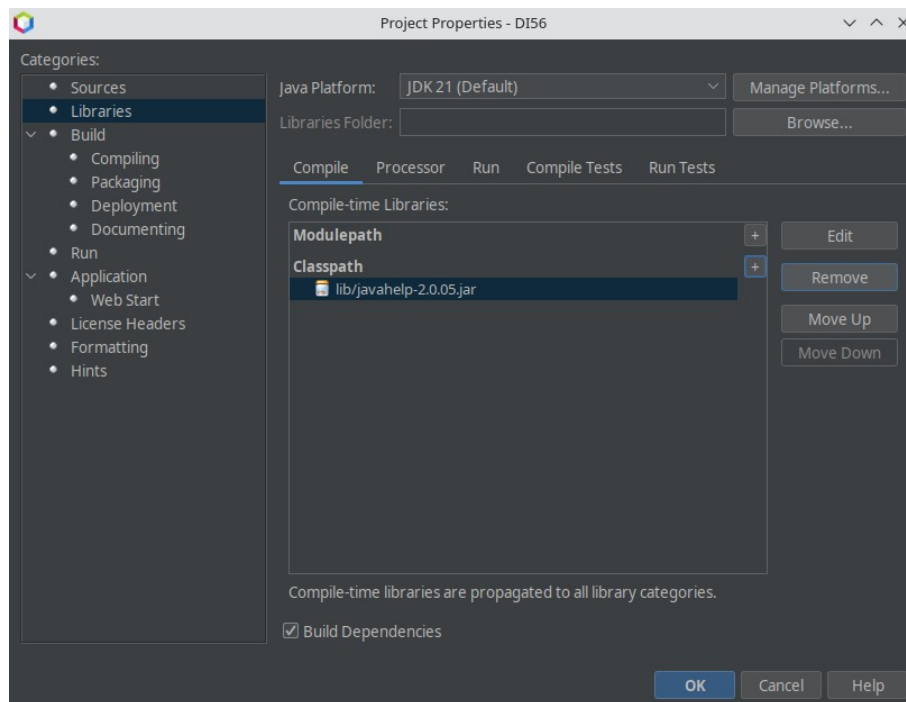 Project Properties - DI56
Categories:
Sources
Libraries
Build
Compiling
Packaging
Deployment
Documenting
Run
Application
Web Start
License Headers
Formatting
Hints
Java Platform: JDK 21 (Default) Manage Platforms...
Libraries Folder: Browse...
Compile Processor Run Compile Tests Run Tests
Compile-time Libraries:
Modulepath + Edit
Classpath + Remove
lib/javahelp-2.0.05.jar
Move Up
Move Down
Compile-time libraries are propagated to all library categories.
Build Dependencies
OK Cancel Help